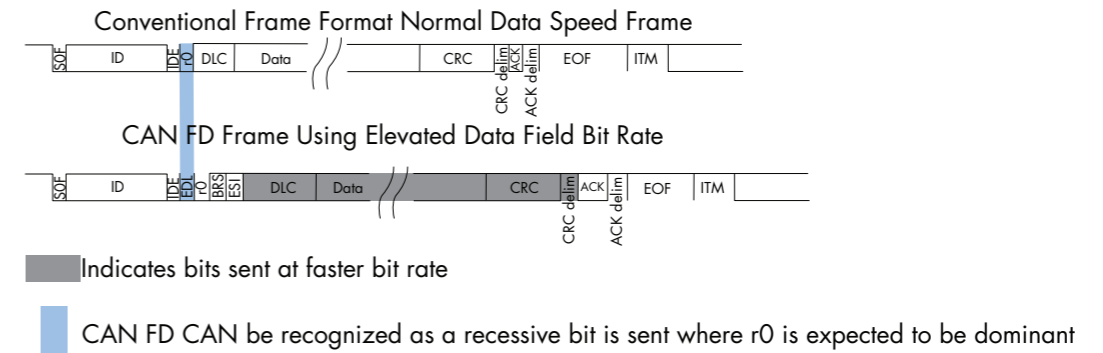 Conventional Frame Format Normal Data Speed Frame
SOF ID IDE r0 DLC Data CRC CRC delim ACK ACK delim EOF ITM
CAN FD Frame Using Elevated Data Field Bit Rate
SOF ID IDE EDL r0 BRS ESI DLC Data CRC CRC delim ACK ACK delim EOF ITM
Indicates bits sent at faster bit rate
CAN FD CAN be recognized as a recessive bit is sent where r0 is expected to be dominant